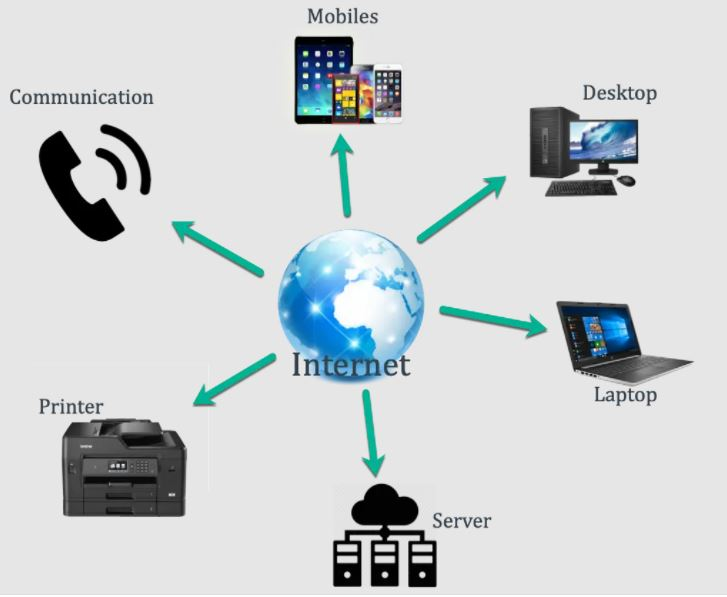 Mobiles
Communication
Desktop
Internet
Laptop
Printer
Server